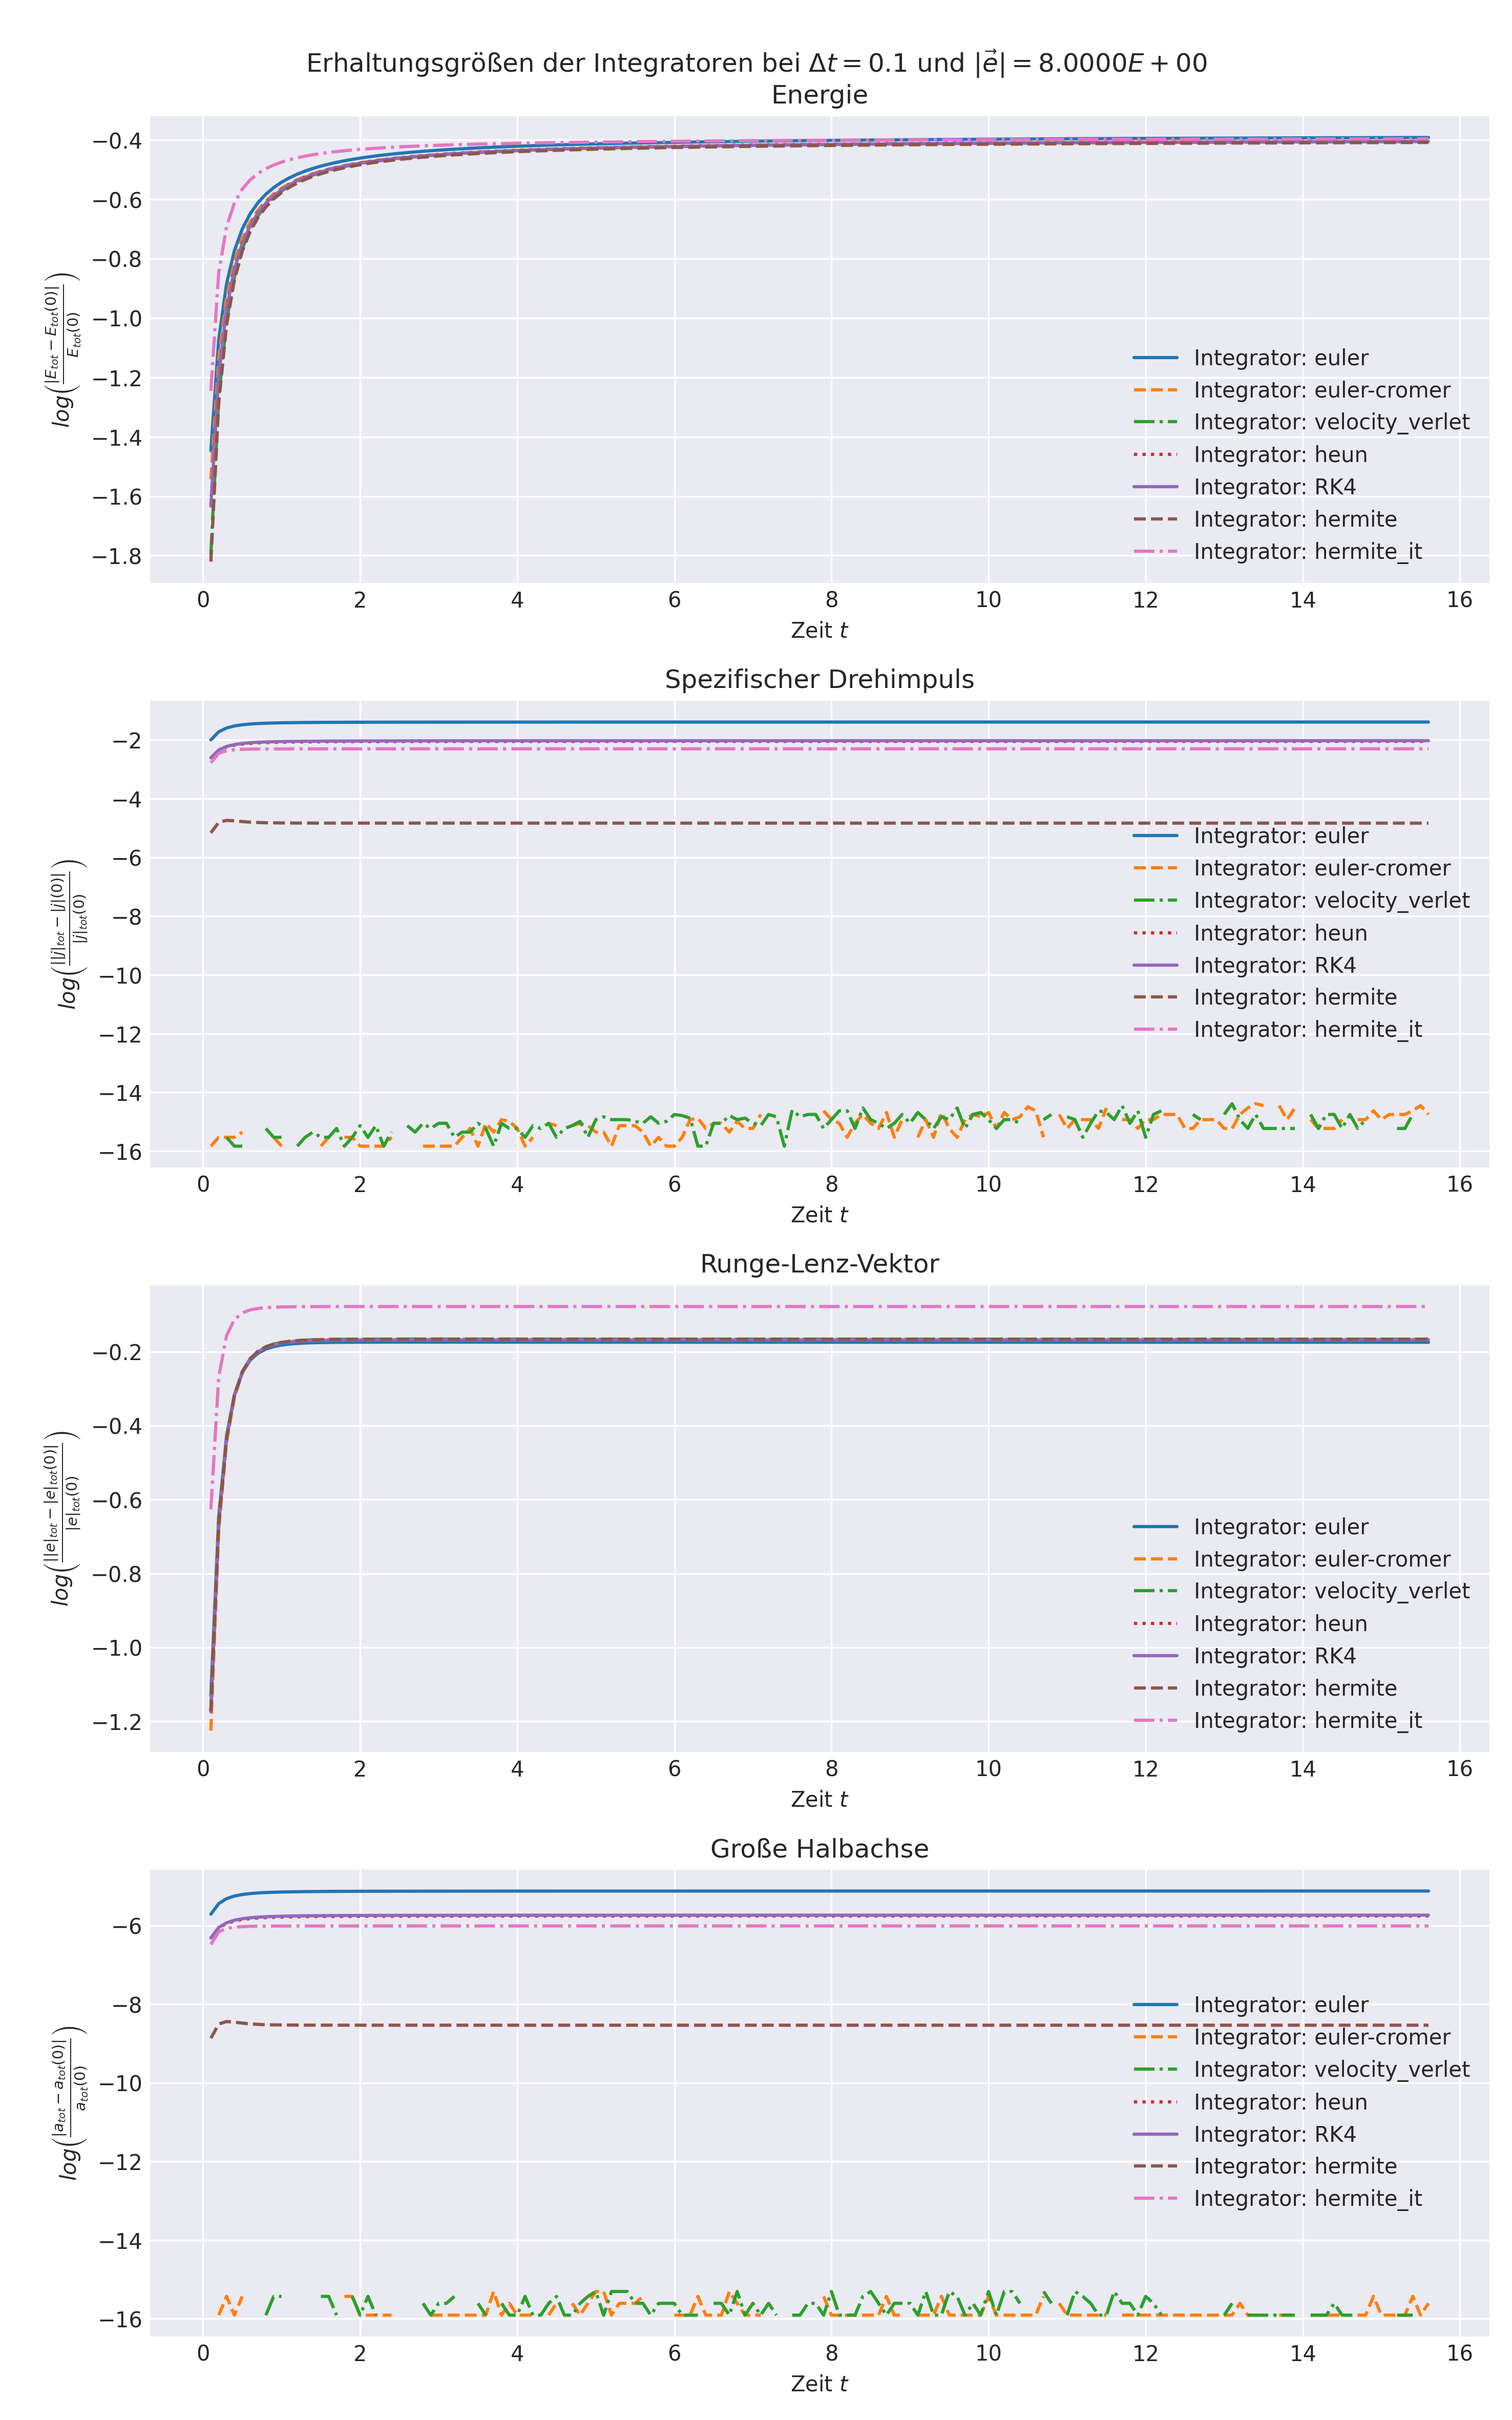 Erhaltungsgrößen der Integratoren bei Δt = 0.1 und |e⃗| = 8.0000E + 00
Energie
−0.4
−0.6
−0.8
−1.0
−1.2
−1.4
−1.6
−1.8
log(|E_tot − E_tot(0)| / E_tot(0))
Integrator: euler
Integrator: euler-cromer
Integrator: velocity_verlet
Integrator: heun
Integrator: RK4
Integrator: hermite
Integrator: hermite_it
0 2 4 6 8 10 12 14 16
Zeit t
Spezifischer Drehimpuls
−2
−4
−6
−8
−10
−12
−14
−16
log(||j|_tot − |j|(0)| / |j|_tot(0))
Integrator: euler
Integrator: euler-cromer
Integrator: velocity_verlet
Integrator: heun
Integrator: RK4
Integrator: hermite
Integrator: hermite_it
0 2 4 6 8 10 12 14 16
Zeit t
Runge-Lenz-Vektor
−0.2
−0.4
−0.6
−0.8
−1.0
−1.2
log(||e|_tot − |e|_tot(0)| / |e|_tot(0))
Integrator: euler
Integrator: euler-cromer
Integrator: velocity_verlet
Integrator: heun
Integrator: RK4
Integrator: hermite
Integrator: hermite_it
0 2 4 6 8 10 12 14 16
Zeit t
Große Halbachse
−6
−8
−10
−12
−14
−16
log(|a_tot − a_tot(0)| / a_tot(0))
Integrator: euler
Integrator: euler-cromer
Integrator: velocity_verlet
Integrator: heun
Integrator: RK4
Integrator: hermite
Integrator: hermite_it
0 2 4 6 8 10 12 14 16
Zeit t